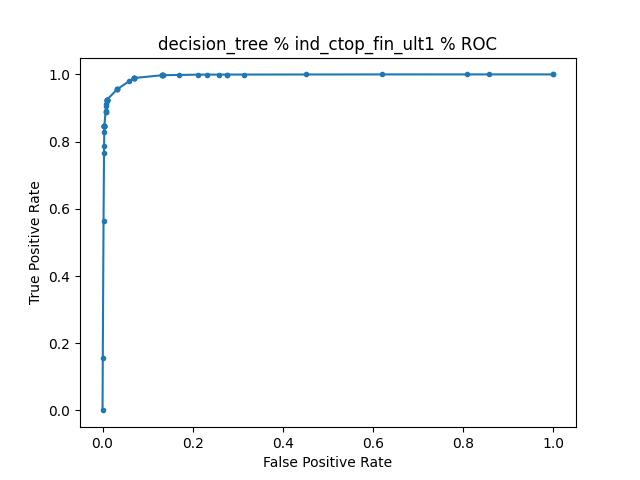 decision_tree % ind_ctop_fin_ult1 % ROC
True Positive Rate
1.0
0.8
0.6
0.4
0.2
0.0
0.0 0.2 0.4 0.6 0.8 1.0
False Positive Rate